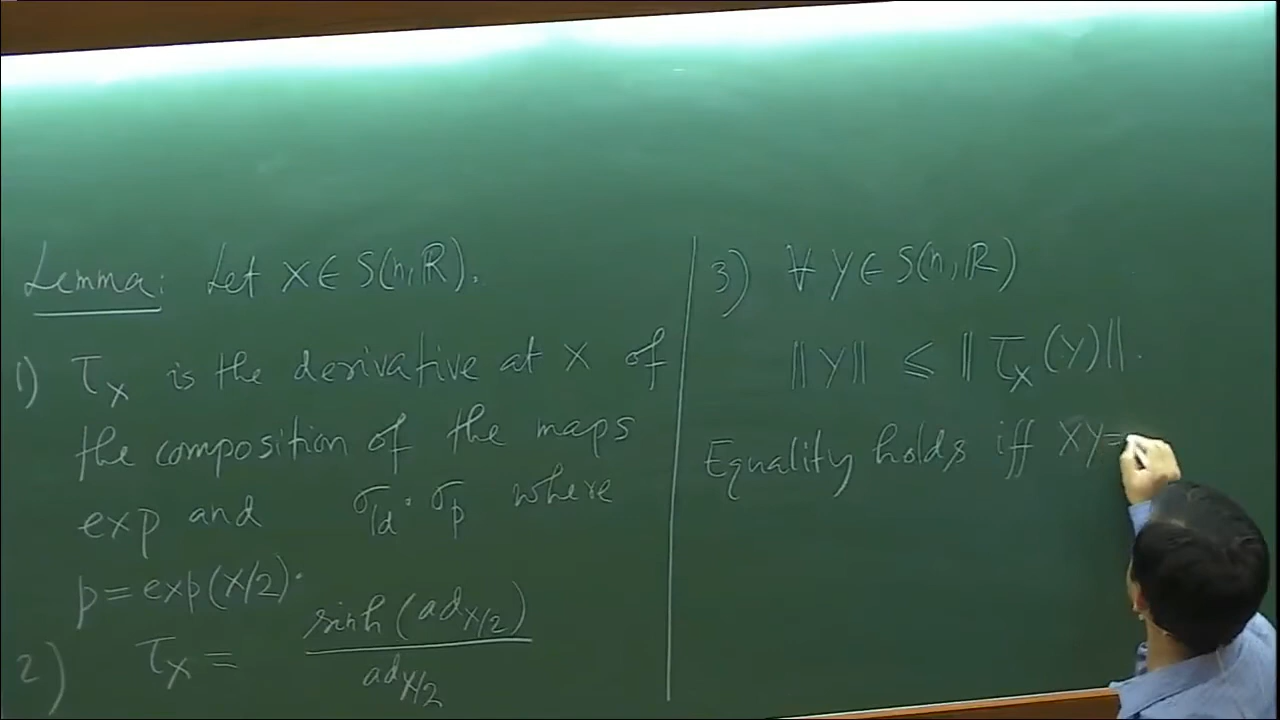 Lemma: Let X ∈ S(n, ℝ).
1) τ_X is the derivative at X of
the composition of the maps
exp and σ_Id · σ_p where
p = exp(X/2).
2) τ_X = sinh(ad_{X/2}) / ad_{X/2}
3) ∀ Y ∈ S(n, ℝ)
‖Y‖ ≤ ‖τ_X(Y)‖.
Equality holds iff XY=